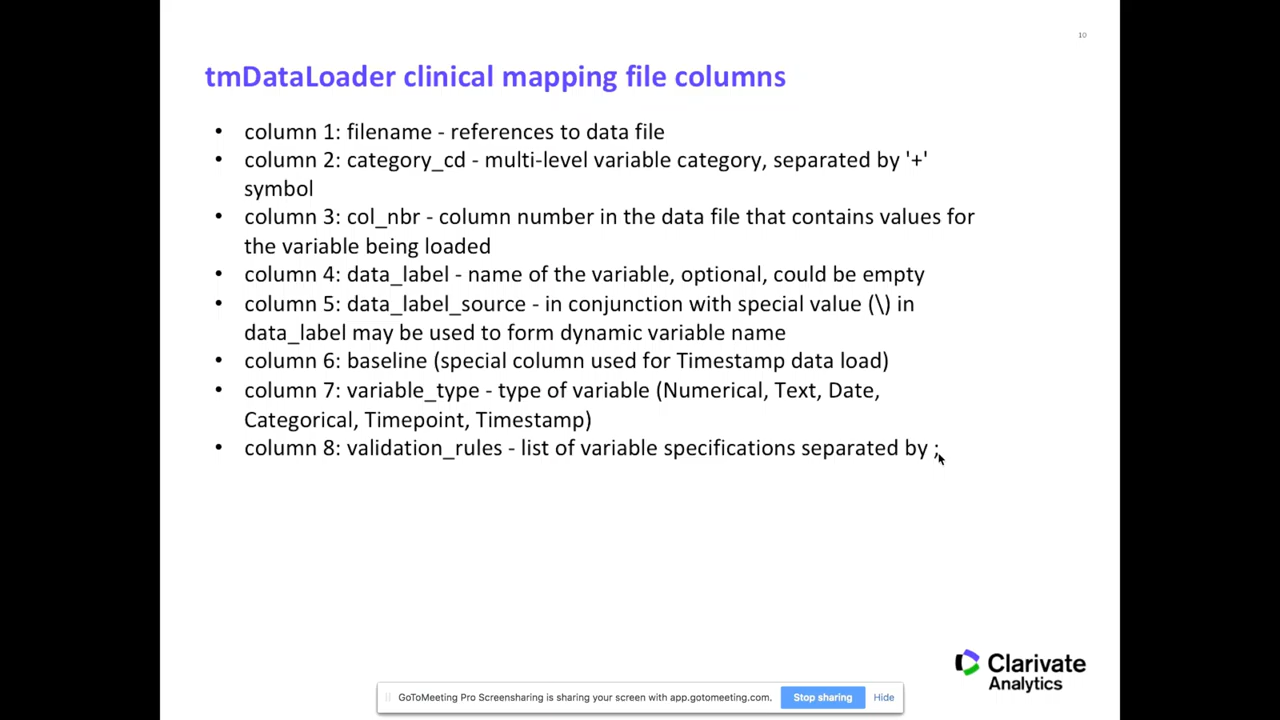 10
tmDataLoader clinical mapping file columns
• column 1: filename - references to data file
• column 2: category_cd - multi-level variable category, separated by '+'
symbol
• column 3: col_nbr - column number in the data file that contains values for
the variable being loaded
• column 4: data_label - name of the variable, optional, could be empty
• column 5: data_label_source - in conjunction with special value (\) in
data_label may be used to form dynamic variable name
• column 6: baseline (special column used for Timestamp data load)
• column 7: variable_type - type of variable (Numerical, Text, Date,
Categorical, Timepoint, Timestamp)
• column 8: validation_rules - list of variable specifications separated by ;
Clarivate
Analytics
GoToMeeting Pro Screensharing is sharing your screen with app.gotomeeting.com. Stop sharing Hide